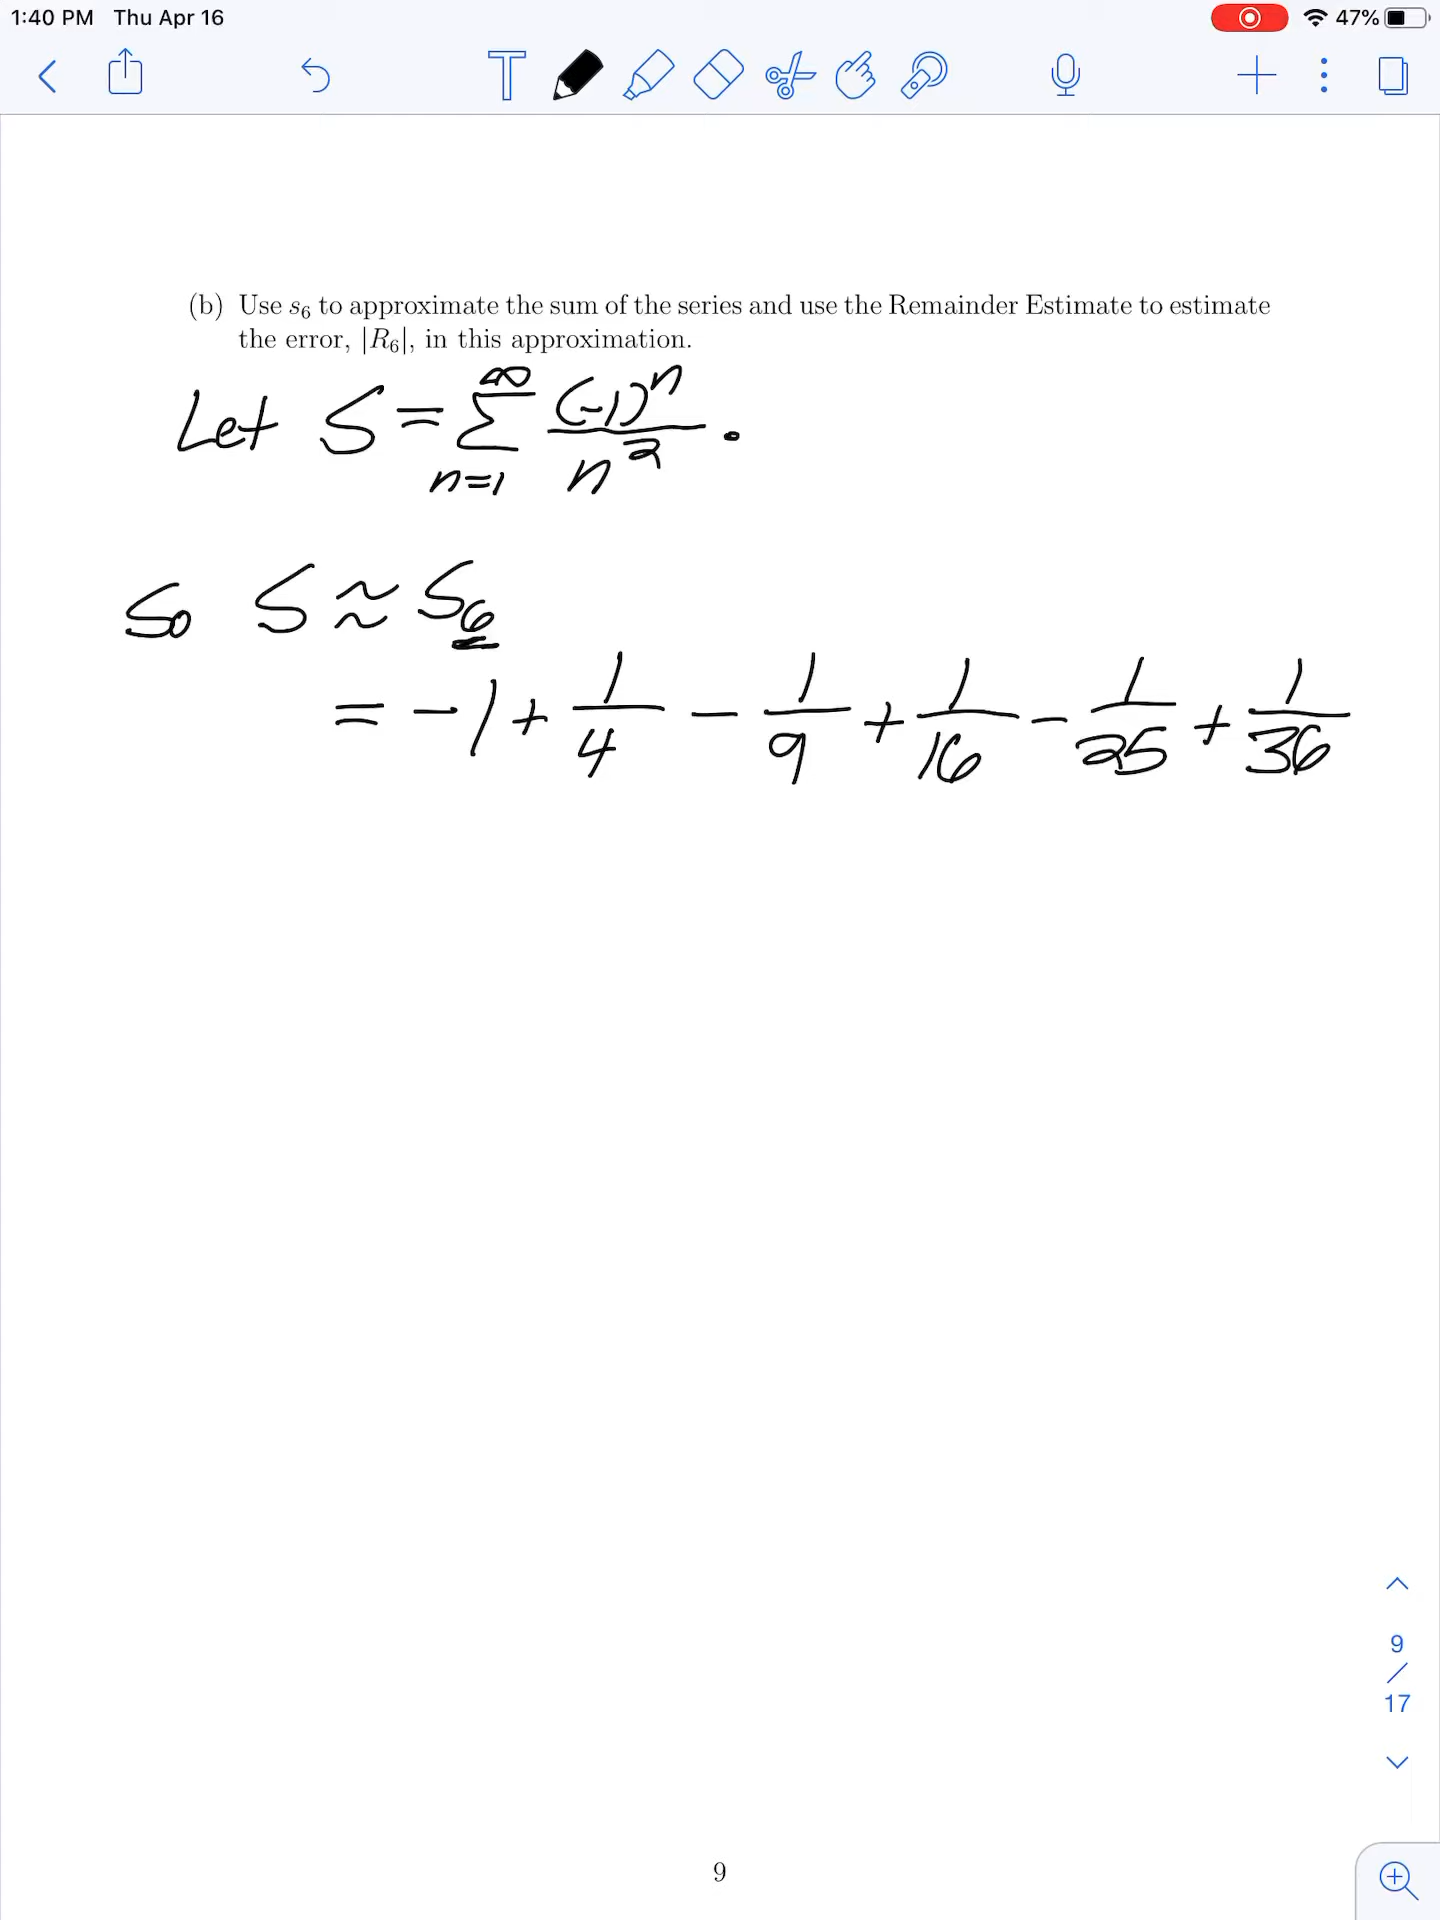 1:40 PM Thu Apr 16 47%
T
(b) Use s₆ to approximate the sum of the series and use the Remainder Estimate to estimate
the error, |R₆|, in this approximation.
Let S = ∑_{n=1}^{∞} (-1)^n / n^2 .
So S ≈ S₆
= -1 + 1/4 - 1/9 + 1/16 - 1/25 + 1/36
9
/
17
9